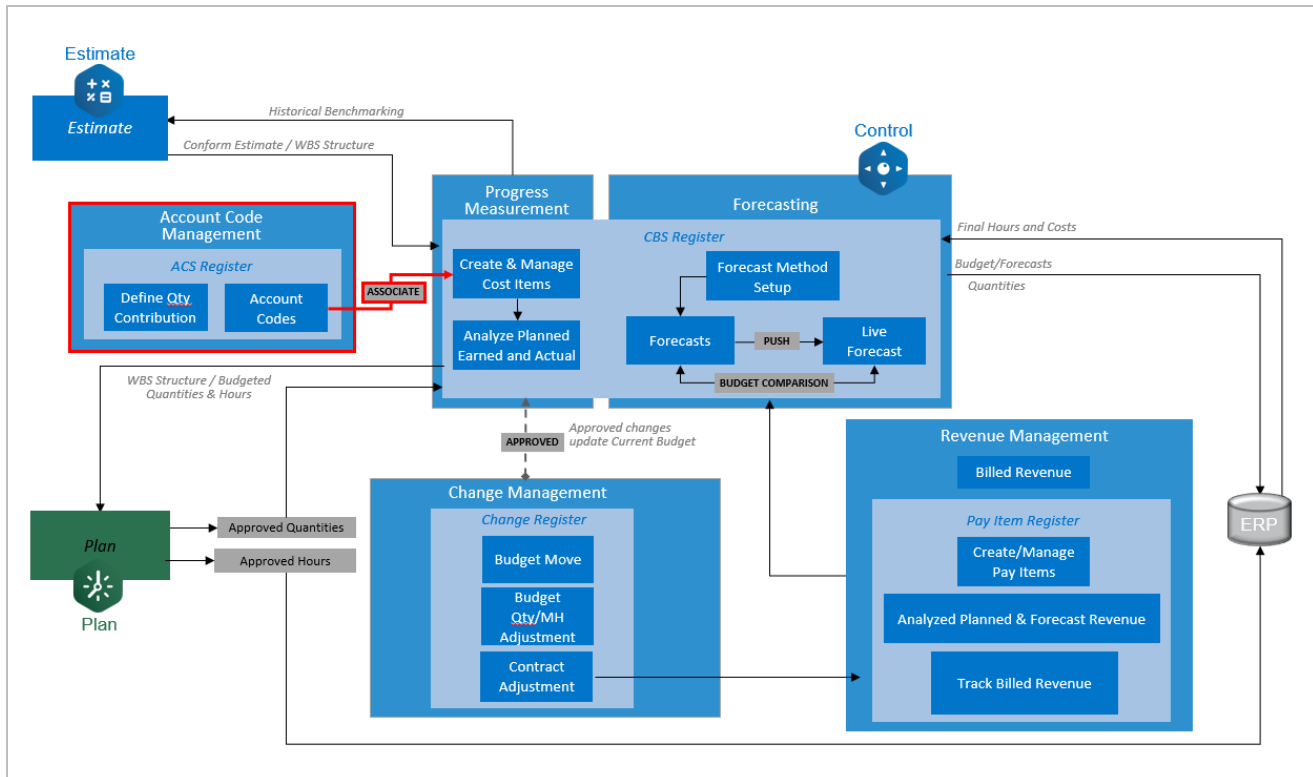 Estimate
Estimate
Historical Benchmarking
Conform Estimate / WBS Structure
Control
Account Code
Management
ACS Register
Define Qty
Contribution
Account
Codes
ASSOCIATE
Progress
Measurement
Forecasting
CBS Register
Create & Manage
Cost Items
Analyze Planned
Earned and Actual
Forecast Method
Setup
Forecasts
PUSH
Live
Forecast
BUDGET COMPARISON
Final Hours and Costs
Budget/Forecasts
Quantities
WBS Structure / Budgeted
Quantities & Hours
APPROVED
Approved changes
update Current Budget
Plan
Plan
Approved Quantities
Approved Hours
Change Management
Change Register
Budget Move
Budget
Qty/MH
Adjustment
Contract
Adjustment
Revenue Management
Billed Revenue
Pay Item Register
Create/Manage
Pay Items
Analyzed Planned & Forecast Revenue
Track Billed Revenue
ERP